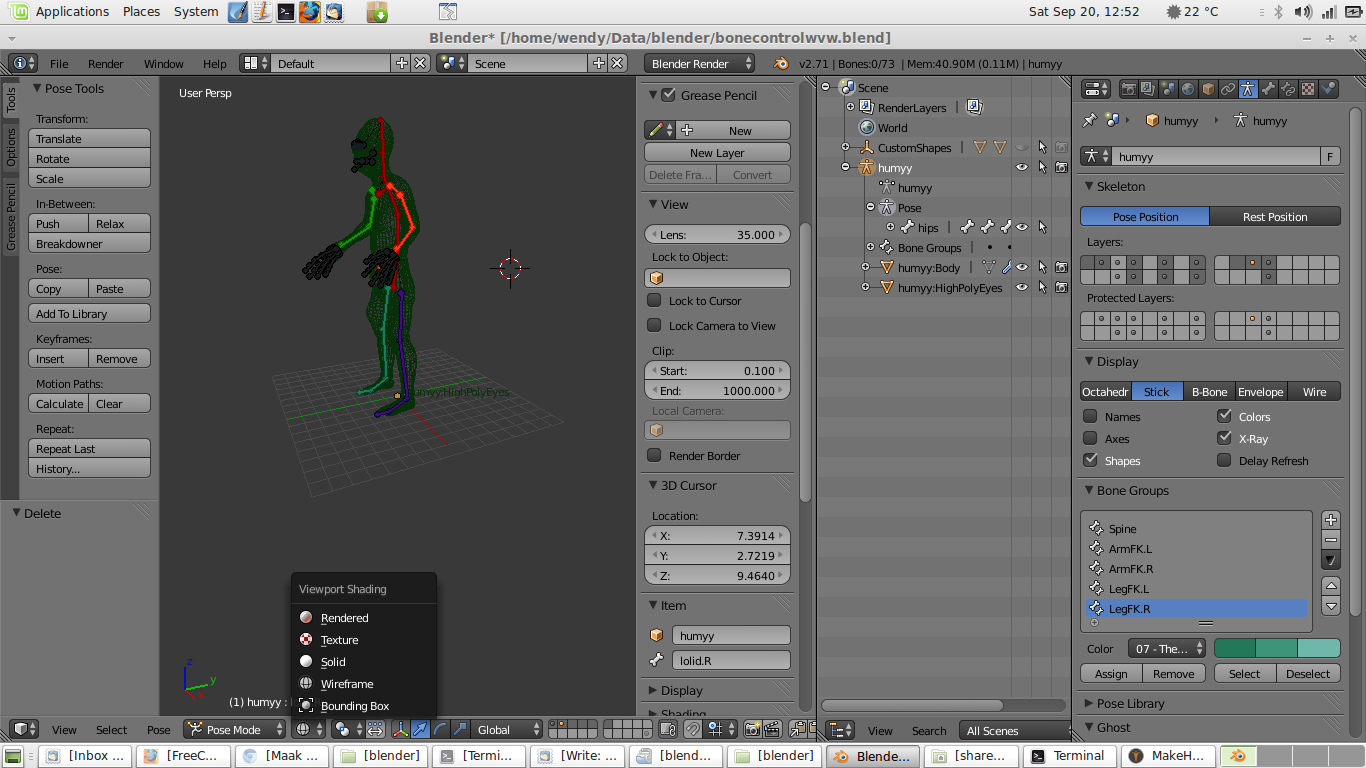 Applications Places System Sat Sep 20, 12:52 22 °C
Blender* [/home/wendy/Data/blender/bonecontrolwvw.blend]
File Render Window Help Default Scene Blender Render v2.71 | Bones:0/73 | Mem:40.90M (0.11M) | humyy
Tools
Options
Grease Pencil
Pose Tools
Transform:
Translate
Rotate
Scale
In-Between:
Push Relax
Breakdowner
Pose:
Copy Paste
Add To Library
Keyframes:
Insert Remove
Motion Paths:
Calculate Clear
Repeat:
Repeat Last
History...
Delete
User Persp
humyy:HighPolyEyes
z
y
x
(1) humyy :
Viewport Shading
Rendered
Texture
Solid
Wireframe
Bounding Box
View Select Pose Pose Mode Global
Grease Pencil
New
New Layer
Delete Fra... Convert
View
Lens: 35.000
Lock to Object:
Lock to Cursor
Lock Camera to View
Clip:
Start: 0.100
End: 1000.000
Local Camera:
Render Border
3D Cursor
Location:
X: 7.3914
Y: 2.7219
Z: 9.4640
Item
humyy
lolid.R
Display
Shading
Scene
RenderLayers |
World
CustomShapes |
humyy
humyy
Pose
hips |
Bone Groups |
humyy:Body |
humyy:HighPolyEyes
View Search All Scenes
humyy humyy
humyy F
Skeleton
Pose Position Rest Position
Layers:
Protected Layers:
Display
Octahedr Stick B-Bone Envelope Wire
Names Colors
Axes X-Ray
Shapes Delay Refresh
Bone Groups
Spine
ArmFK.L
ArmFK.R
LegFK.L
LegFK.R
Color 07 - The...
Assign Remove Select Deselect
Pose Library
Ghost
[Inbox ... [FreeC... [Maak ... [blender] [Termi... [Write: ... [blend... [blender] Blende... [share... Terminal MakeH...